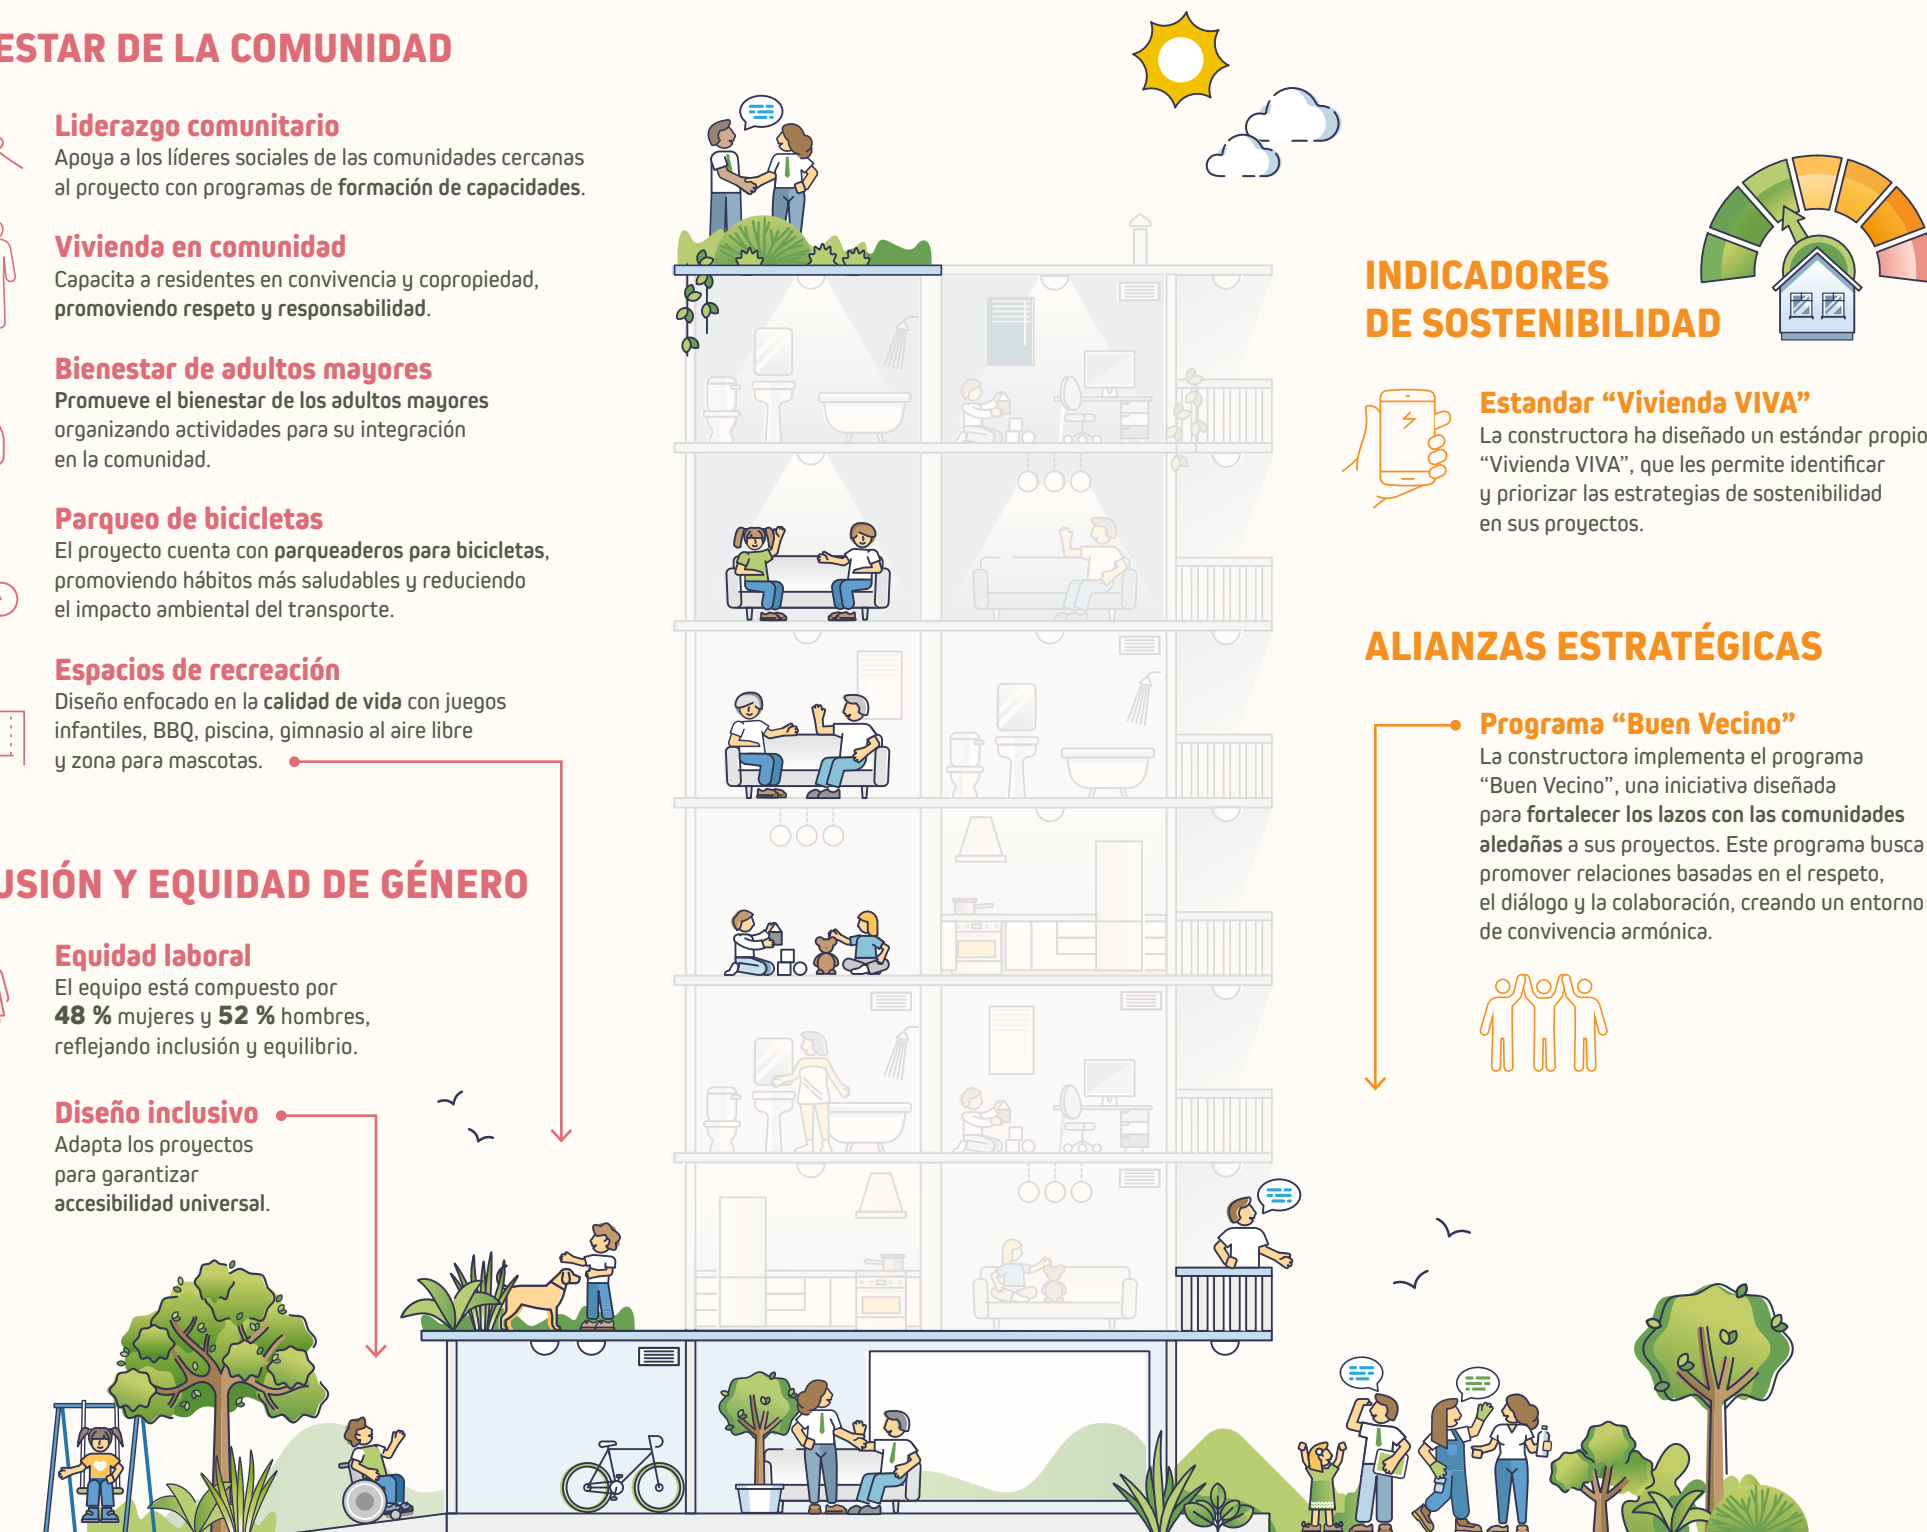 ESTAR DE LA COMUNIDAD
Liderazgo comunitario
Apoya a los líderes sociales de las comunidades cercanas
al proyecto con programas de formación de capacidades.
Vivienda en comunidad
Capacita a residentes en convivencia y copropiedad,
promoviendo respeto y responsabilidad.
Bienestar de adultos mayores
Promueve el bienestar de los adultos mayores
organizando actividades para su integración
en la comunidad.
Parqueo de bicicletas
El proyecto cuenta con parqueaderos para bicicletas,
promoviendo hábitos más saludables y reduciendo
el impacto ambiental del transporte.
Espacios de recreación
Diseño enfocado en la calidad de vida con juegos
infantiles, BBQ, piscina, gimnasio al aire libre
y zona para mascotas.
USIÓN Y EQUIDAD DE GÉNERO
Equidad laboral
El equipo está compuesto por
48 % mujeres y 52 % hombres,
reflejando inclusión y equilibrio.
Diseño inclusivo
Adapta los proyectos
para garantizar
accesibilidad universal.
INDICADORES
DE SOSTENIBILIDAD
Estandar “Vivienda VIVA”
La constructora ha diseñado un estándar propio
“Vivienda VIVA”, que les permite identificar
y priorizar las estrategias de sostenibilidad
en sus proyectos.
ALIANZAS ESTRATÉGICAS
Programa “Buen Vecino”
La constructora implementa el programa
“Buen Vecino”, una iniciativa diseñada
para fortalecer los lazos con las comunidades
aledañas a sus proyectos. Este programa busca
promover relaciones basadas en el respeto,
el diálogo y la colaboración, creando un entorno
de convivencia armónica.